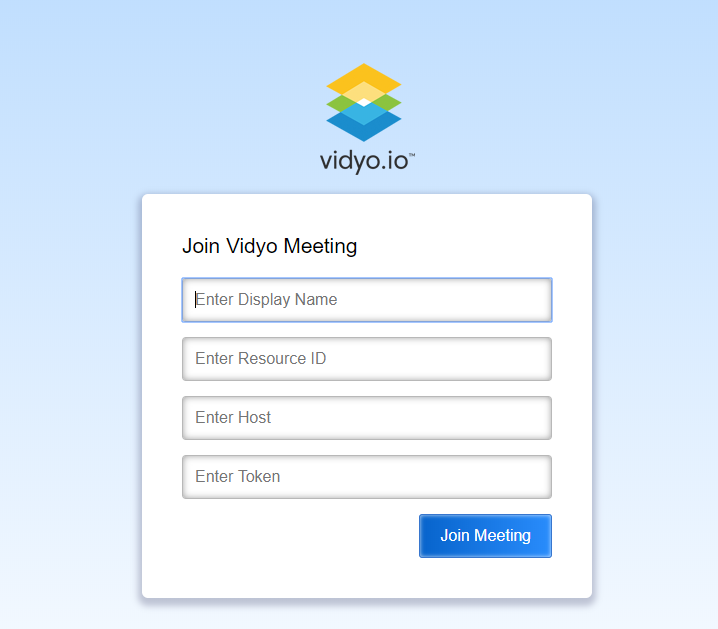 vidyo.io™
Join Vidyo Meeting
Enter Display Name
Enter Resource ID
Enter Host
Enter Token
Join Meeting